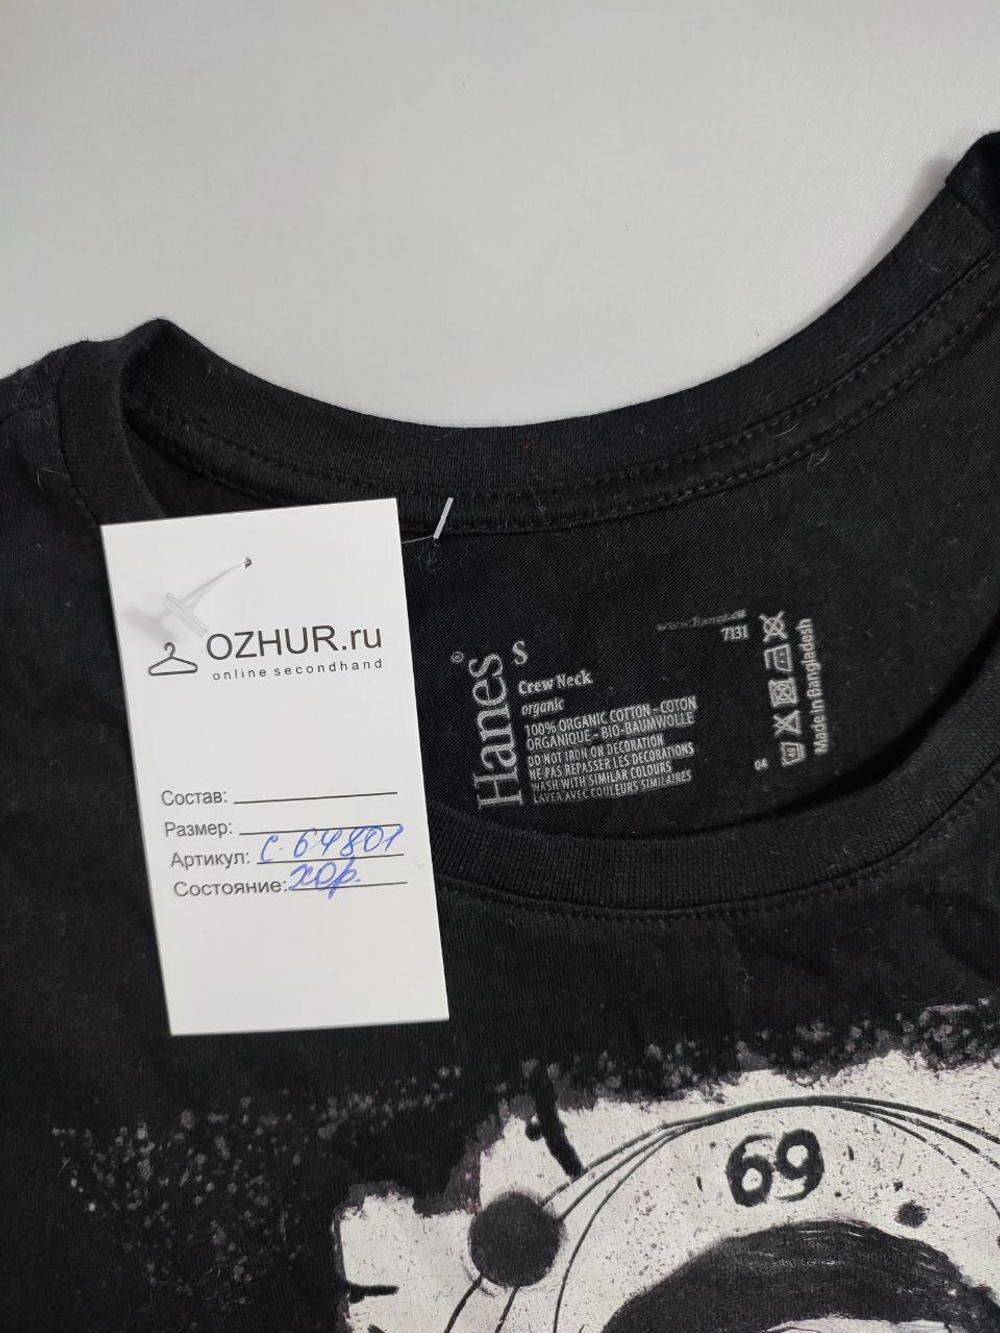 OZHUR.ru
online secondhand
Состав:
Размер:
Артикул: С. 64801
Состояние: хор.
Hanes®
S
Crew Neck
organic
100% ORGANIC COTTON - COTON
ORGANIQUE - BIO-BAUMWOLLE
DO NOT IRON ON DECORATION
NE PAS REPASSER LES DECORATIONS
WASH WITH SIMILAR COLOURS
LAVER AVEC COULEURS SIMILAIRES
7131
04
Made in Bangladesh
69